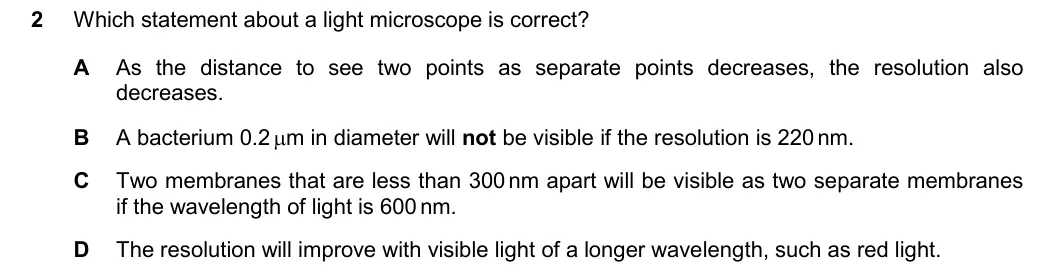 2 Which statement about a light microscope is correct?
A As the distance to see two points as separate points decreases, the resolution also
decreases.
B A bacterium 0.2 μm in diameter will not be visible if the resolution is 220 nm.
C Two membranes that are less than 300 nm apart will be visible as two separate membranes
if the wavelength of light is 600 nm.
D The resolution will improve with visible light of a longer wavelength, such as red light.